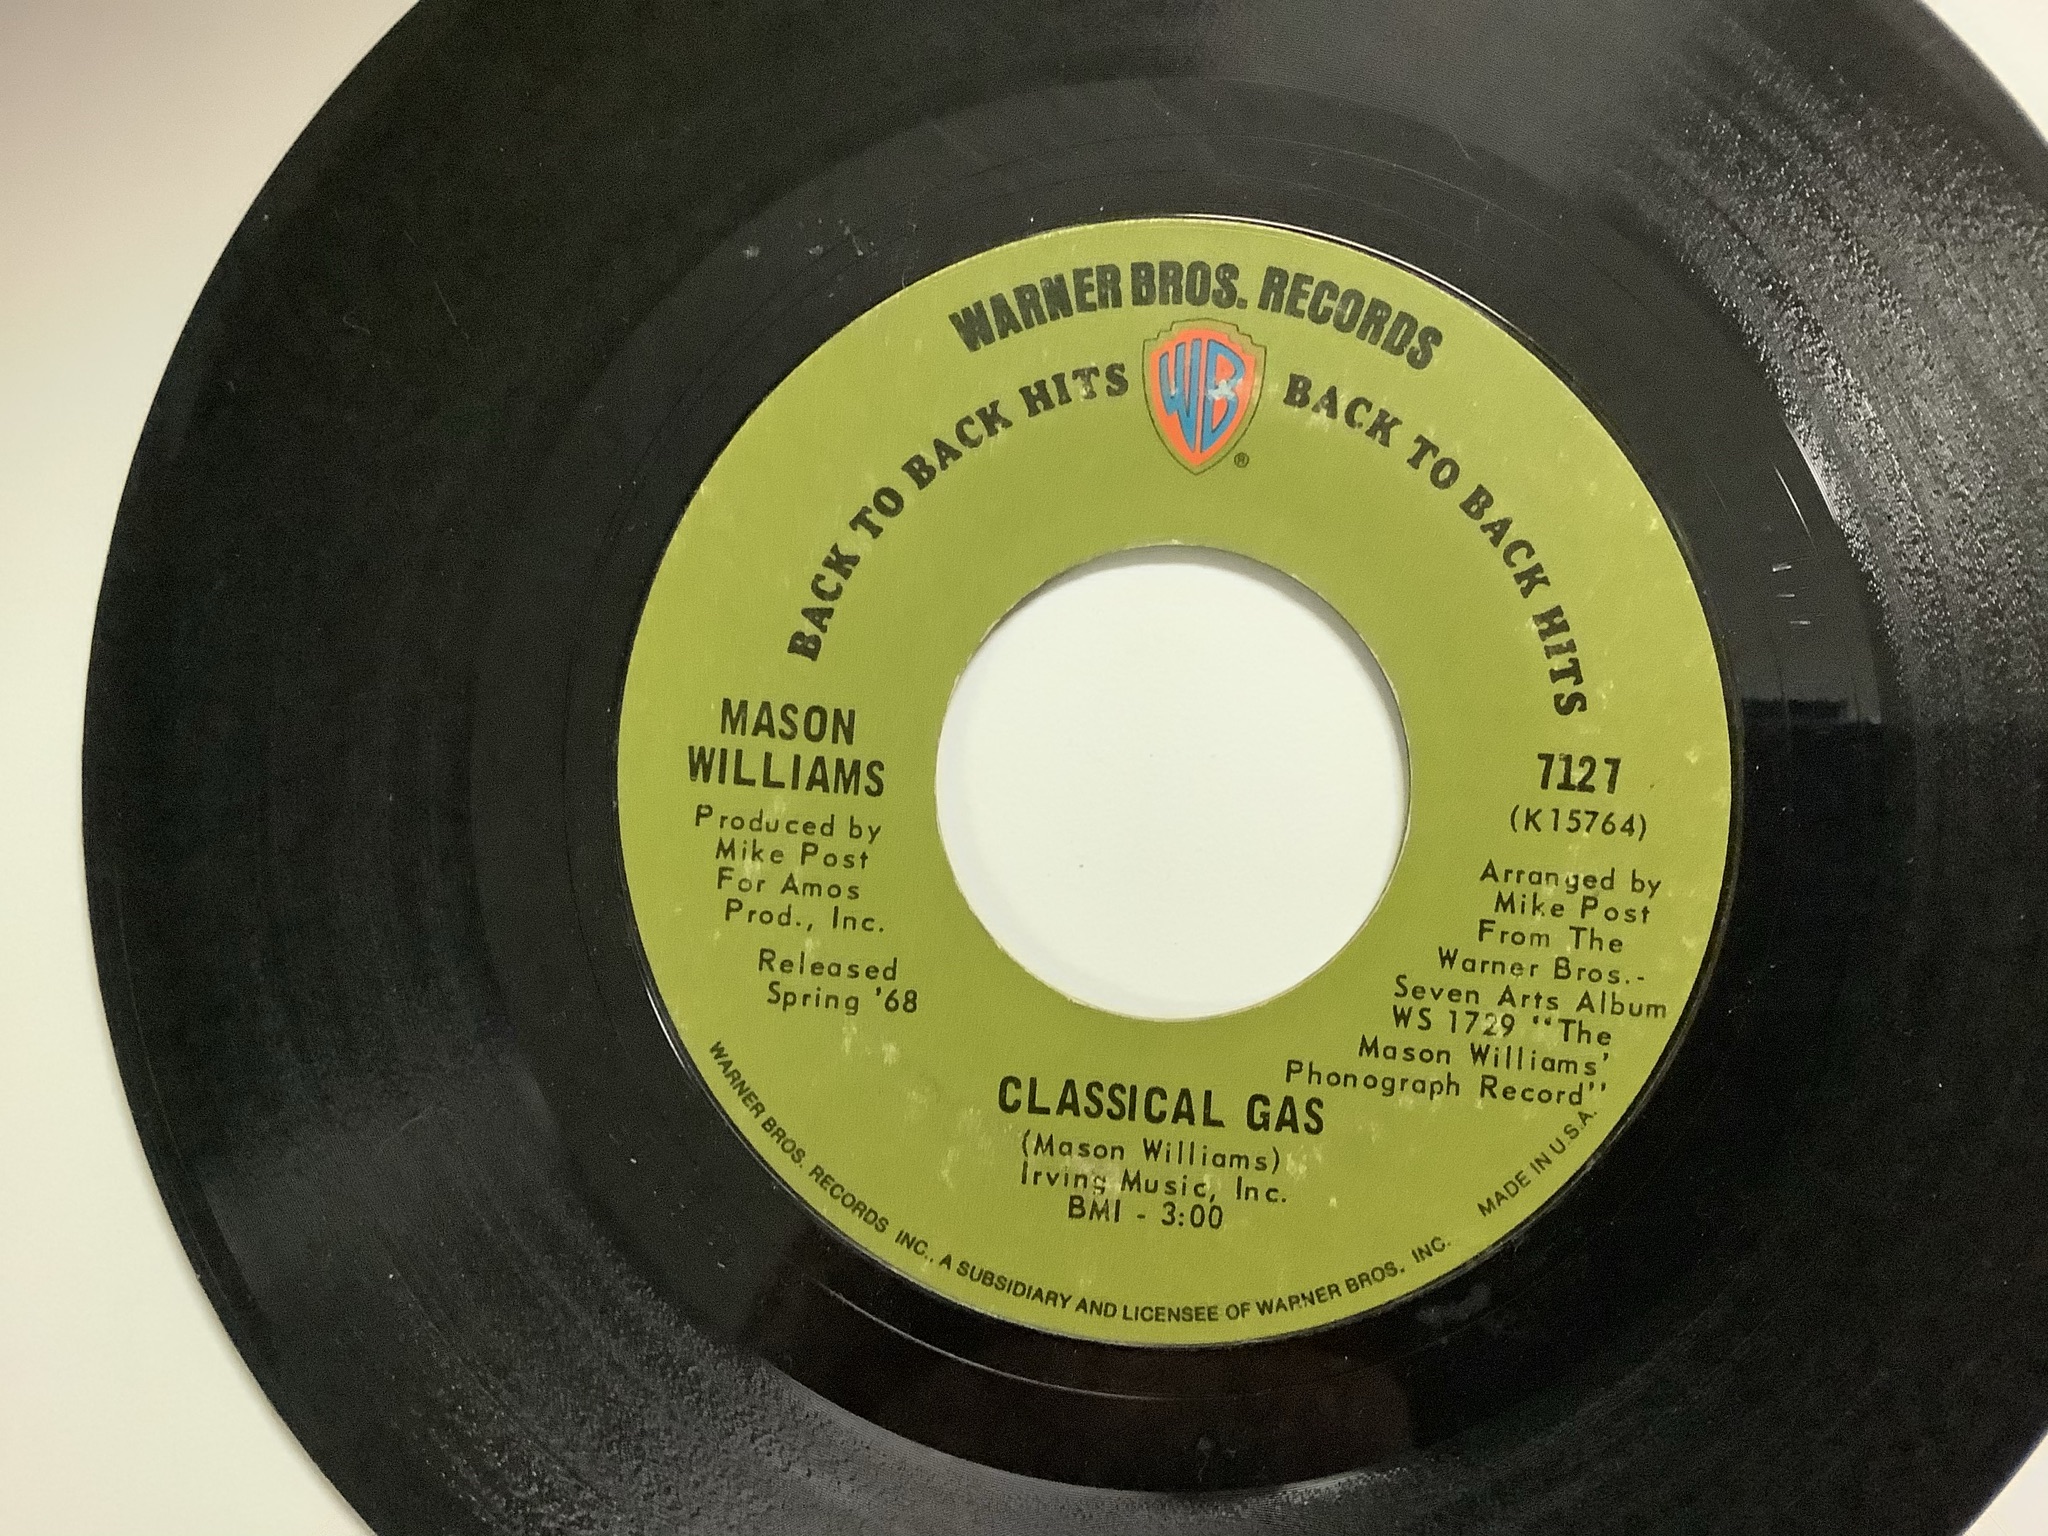 WARNER BROS. RECORDS
BACK TO BACK HITS
WB
®
BACK TO BACK HITS
MASON
WILLIAMS
Produced by
Mike Post
For Amos
Prod., Inc.
Released
Spring '68
7127
(K15764)
Arranged by
Mike Post
From The
Warner Bros.-
Seven Arts Album
WS 1729 "The
Mason Williams'
Phonograph Record"
CLASSICAL GAS
(Mason Williams)
Irving Music, Inc.
BMI - 3:00
WARNER BROS. RECORDS INC., A SUBSIDIARY AND LICENSEE OF WARNER BROS. INC.
MADE IN U.S.A.